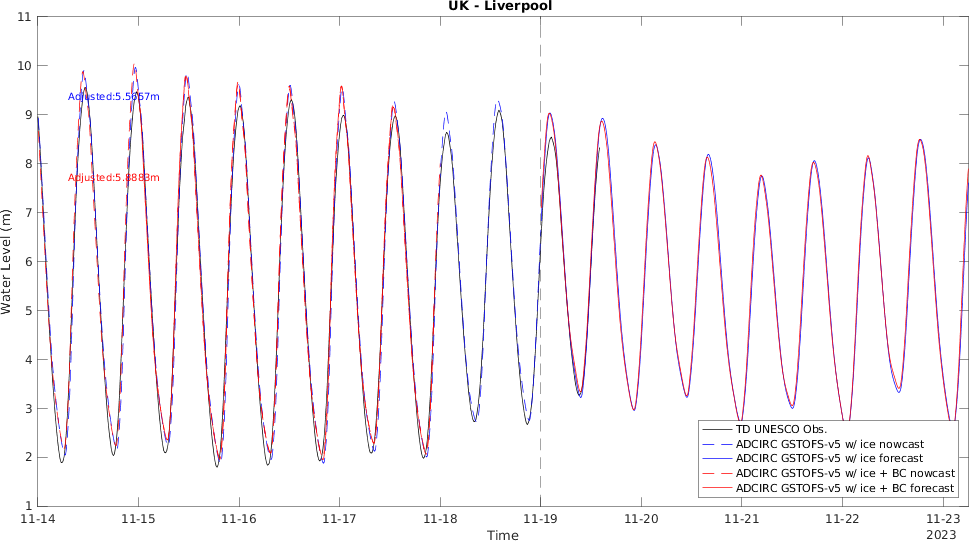 UK - Liverpool
11
10
9
8
7
6
5
4
3
2
1
Water Level (m)
Adjusted:5.5657m
Adjusted:5.8883m
TD UNESCO Obs.
ADCIRC GSTOFS-v5 w/ ice nowcast
ADCIRC GSTOFS-v5 w/ ice forecast
ADCIRC GSTOFS-v5 w/ ice + BC nowcast
ADCIRC GSTOFS-v5 w/ ice + BC forecast
11-14 11-15 11-16 11-17 11-18 11-19 11-20 11-21 11-22 11-23
Time
2023